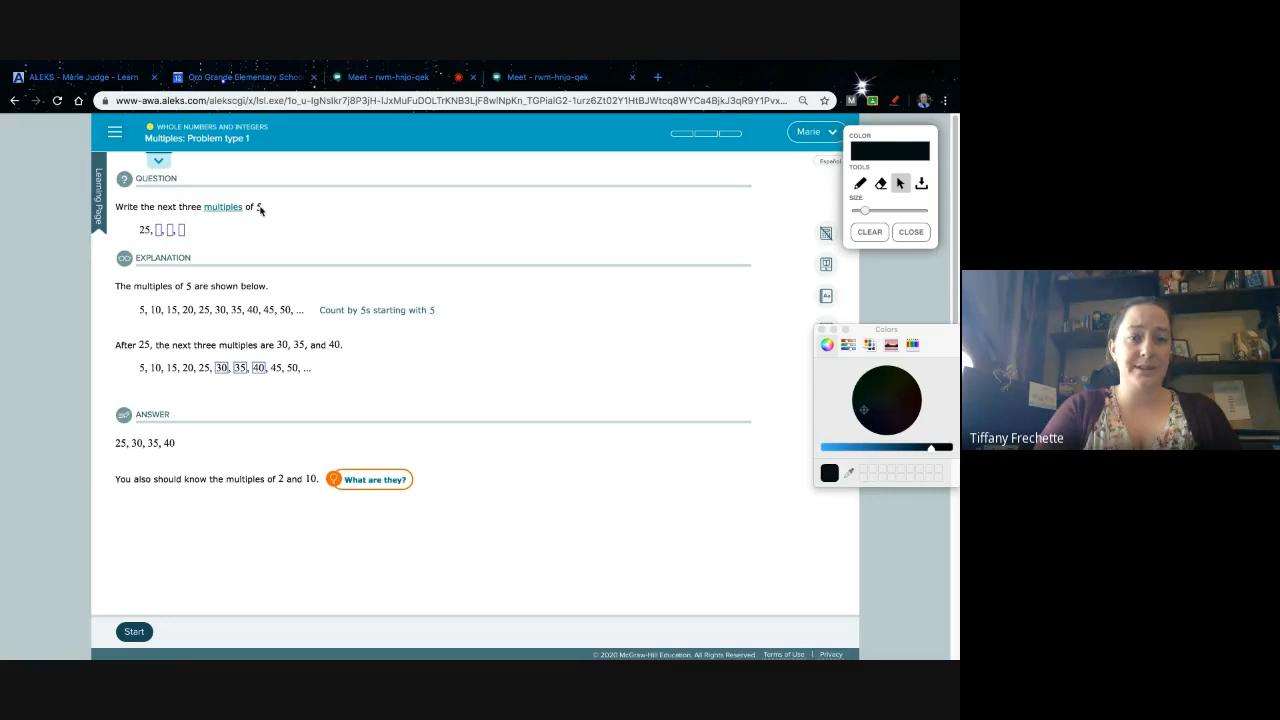 ALEKS - Marie Judge - Learn
Oro Grande Elementary School
Meet - rwm-hnjo-qek
Meet - rwm-hnjo-qek
WHOLE NUMBERS AND INTEGERS
Multiples: Problem type 1
Marie
Español
Learning Page
QUESTION
Write the next three multiples of 5
25, , ,
EXPLANATION
The multiples of 5 are shown below.
5, 10, 15, 20, 25, 30, 35, 40, 45, 50, ... Count by 5s starting with 5
After 25, the next three multiples are 30, 35, and 40.
5, 10, 15, 20, 25, 30, 35, 40, 45, 50, ...
ANSWER
25, 30, 35, 40
You also should know the multiples of 2 and 10. What are they?
Start
© 2020 McGraw-Hill Education. All Rights Reserved. Terms of Use | Privacy
COLOR
TOOLS
SIZE
CLEAR CLOSE
Colors
Tiffany Frechette